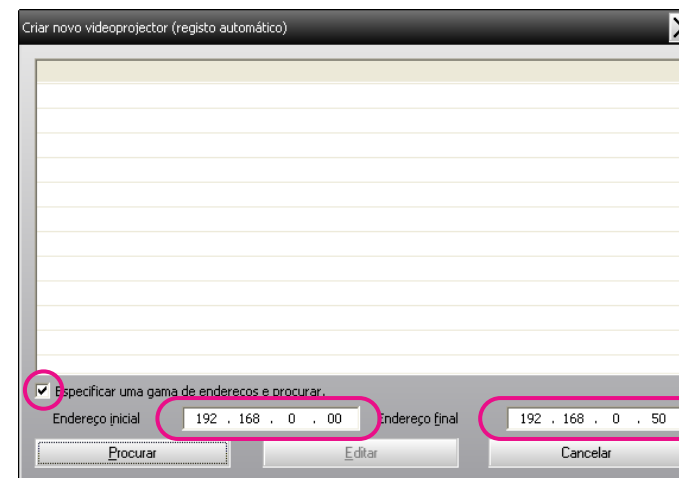 Criar novo videoprojector (registo automático)
Especificar uma gama de endereços e procurar.
Endereço inicial 192 . 168 . 0 . 00 Endereço final 192 . 168 . 0 . 50
Procurar Editar Cancelar